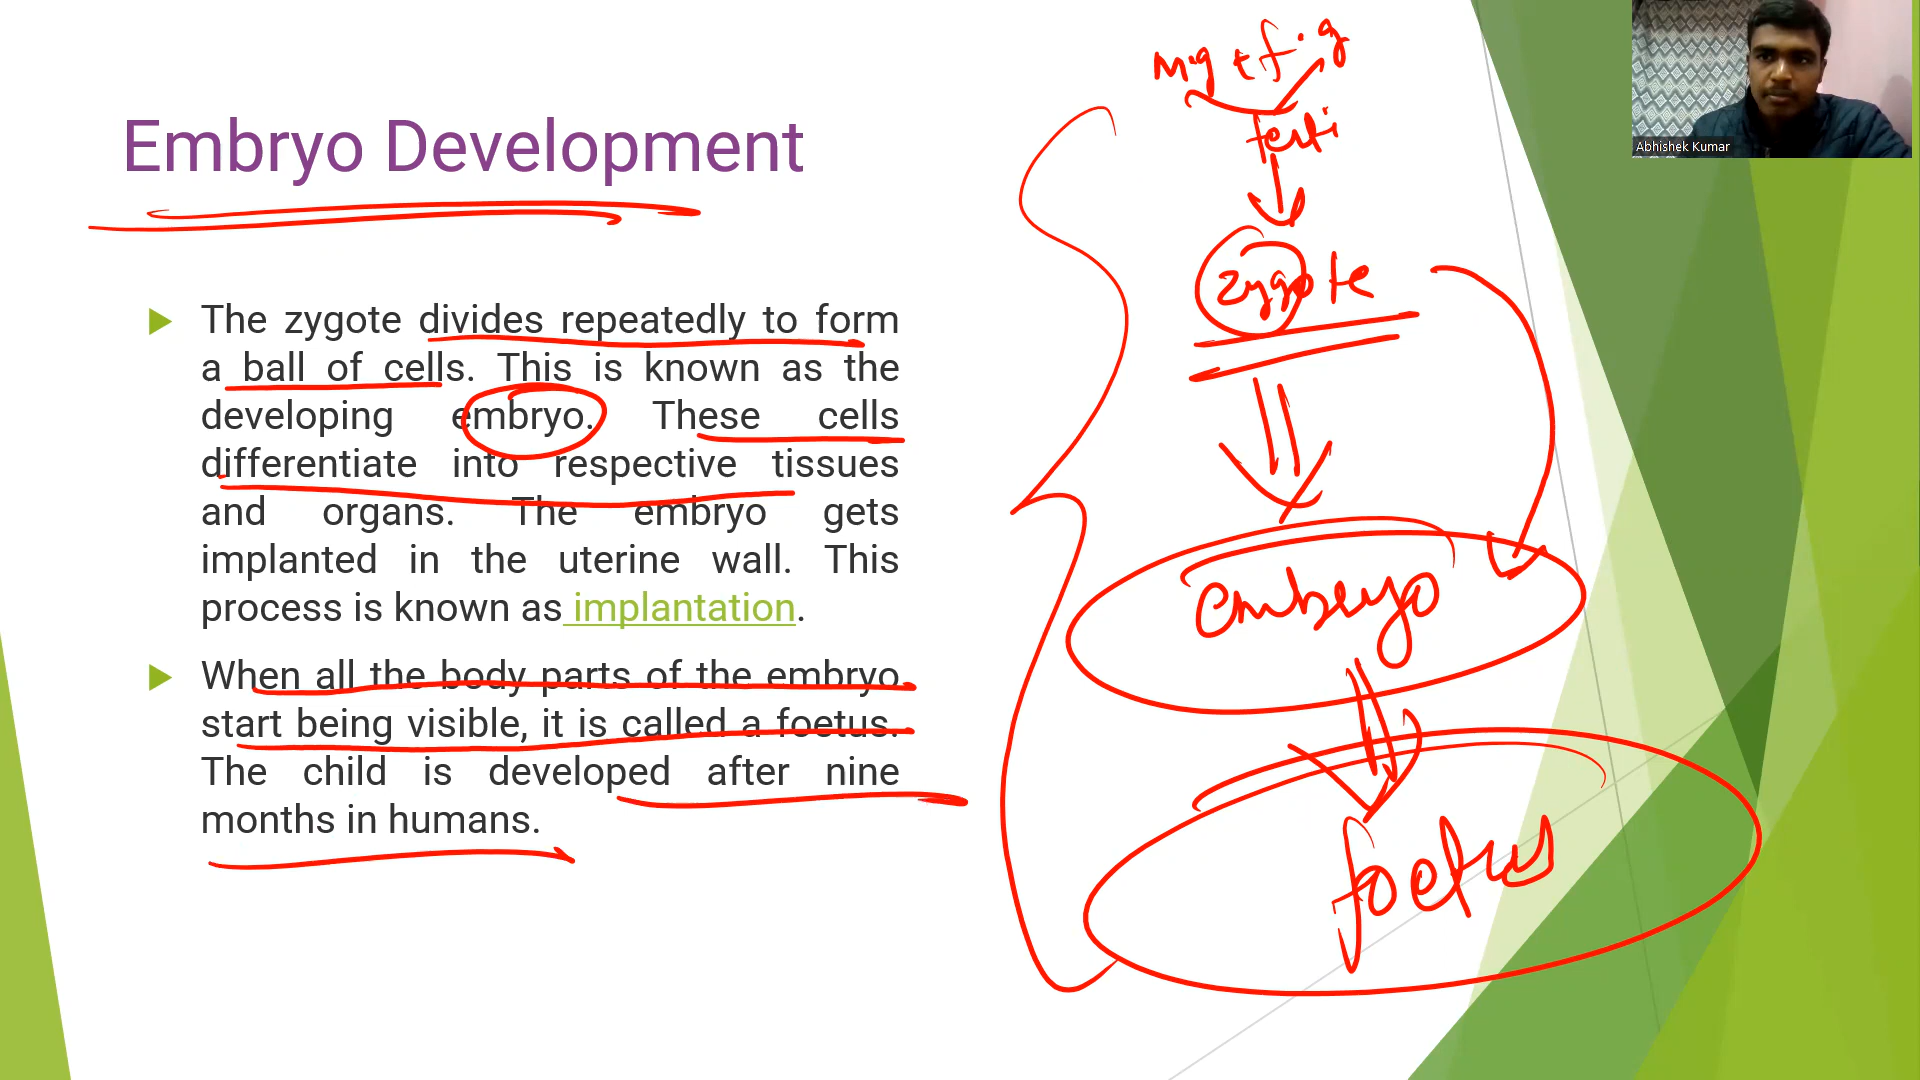 Embryo Development
The zygote divides repeatedly to form
a ball of cells. This is known as the
developing embryo. These cells
differentiate into respective tissues
and organs. The embryo gets
implanted in the uterine wall. This
process is known as implantation.
When all the body parts of the embryo
start being visible, it is called a foetus.
The child is developed after nine
months in humans.
m.g + f.g
ferti
zygote
embryo
foetus
Abhishek Kumar